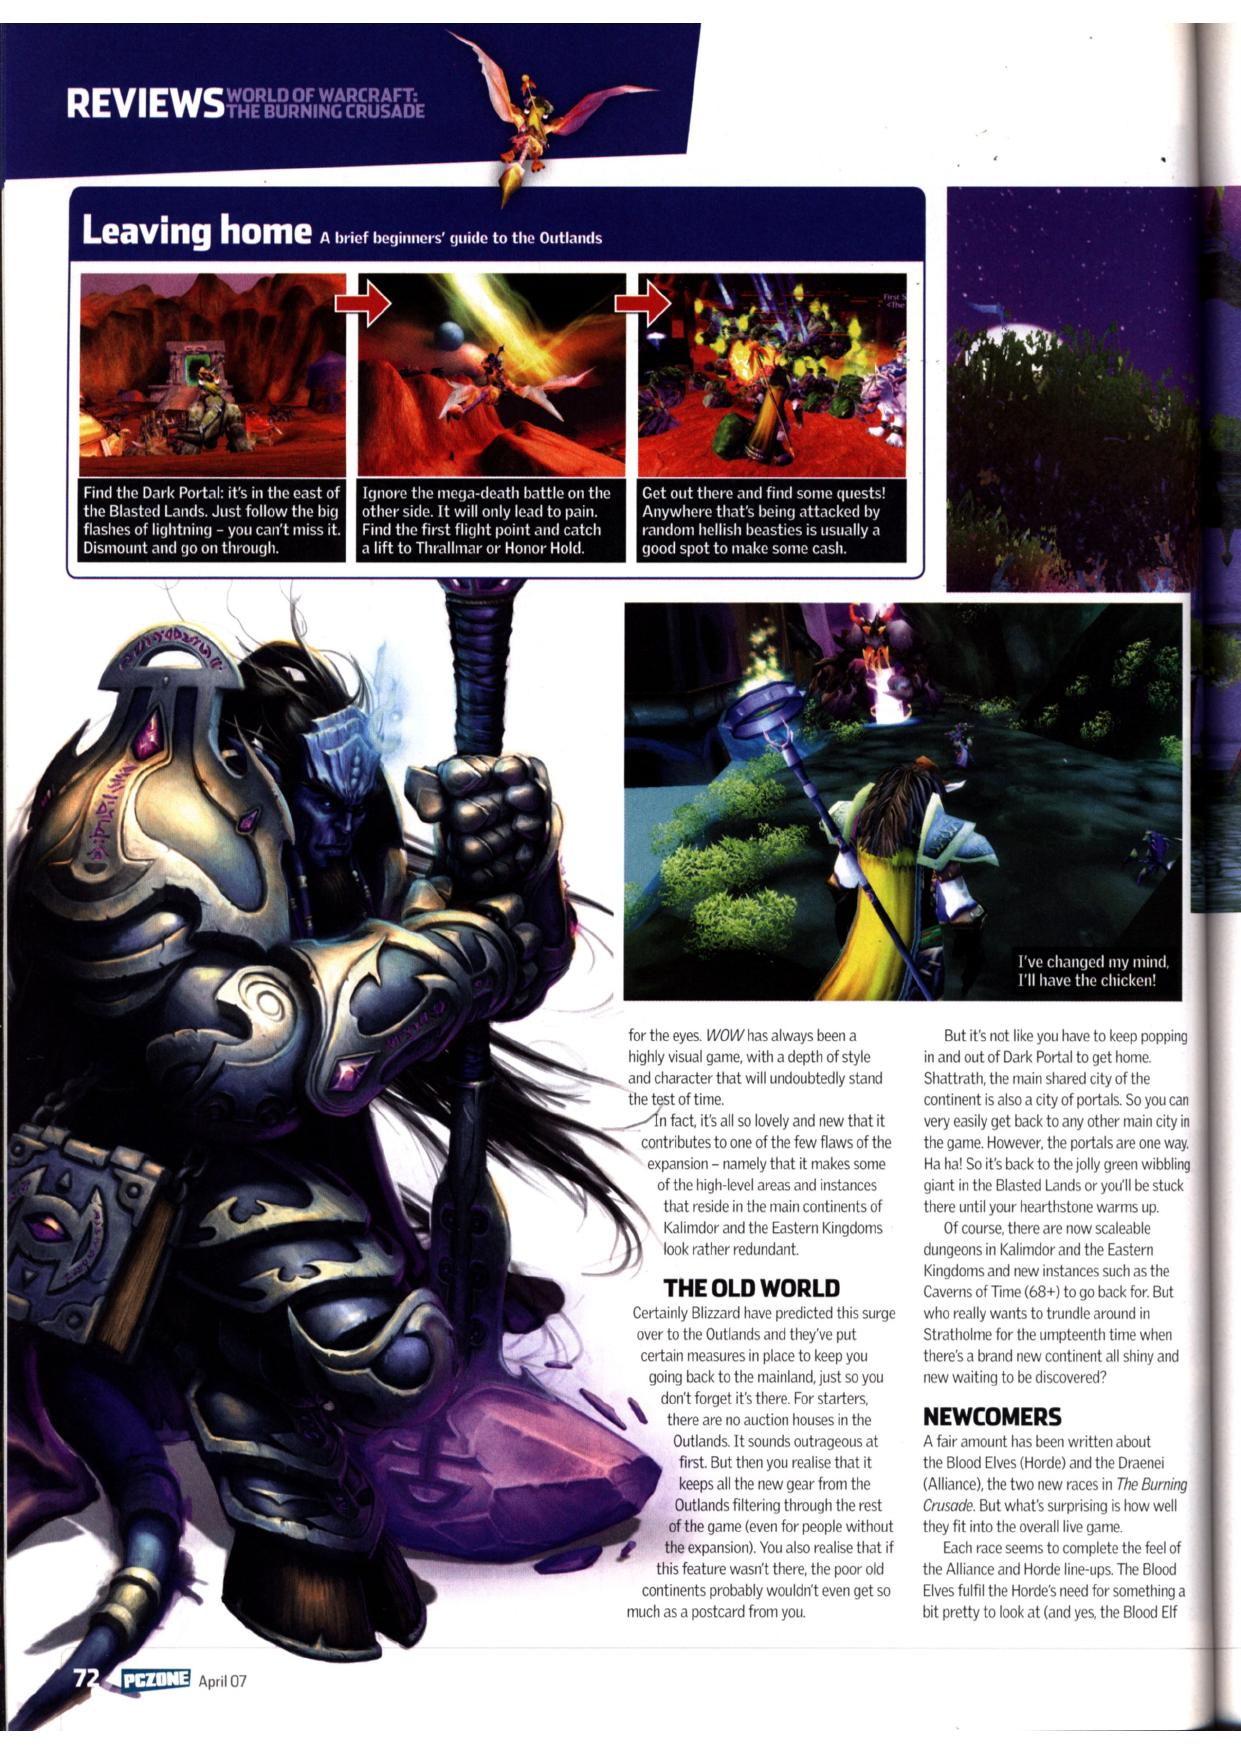 REVIEWS WORLD OF WARCRAFT:
THE BURNING CRUSADE
Leaving home A brief beginners' guide to the Outlands
Find the Dark Portal: it's in the east of
the Blasted Lands. Just follow the big
flashes of lightning – you can't miss it.
Dismount and go on through.
Ignore the mega-death battle on the
other side. It will only lead to pain.
Find the first flight point and catch
a lift to Thrallmar or Honor Hold.
First S
<The
Get out there and find some quests!
Anywhere that's being attacked by
random hellish beasties is usually a
good spot to make some cash.
I've changed my mind,
I'll have the chicken!
for the eyes. WOW has always been a
highly visual game, with a depth of style
and character that will undoubtedly stand
the test of time.
In fact, it's all so lovely and new that it
contributes to one of the few flaws of the
expansion – namely that it makes some
of the high-level areas and instances
that reside in the main continents of
Kalimdor and the Eastern Kingdoms
look rather redundant.
THE OLD WORLD
Certainly Blizzard have predicted this surge
over to the Outlands and they've put
certain measures in place to keep you
going back to the mainland, just so you
don't forget it's there. For starters,
there are no auction houses in the
Outlands. It sounds outrageous at
first. But then you realise that it
keeps all the new gear from the
Outlands filtering through the rest
of the game (even for people without
the expansion). You also realise that if
this feature wasn't there, the poor old
continents probably wouldn't even get so
much as a postcard from you.
But it's not like you have to keep popping
in and out of Dark Portal to get home.
Shattrath, the main shared city of the
continent is also a city of portals. So you can
very easily get back to any other main city in
the game. However, the portals are one way.
Ha ha! So it's back to the jolly green wibbling
giant in the Blasted Lands or you'll be stuck
there until your hearthstone warms up.
Of course, there are now scaleable
dungeons in Kalimdor and the Eastern
Kingdoms and new instances such as the
Caverns of Time (68+) to go back for. But
who really wants to trundle around in
Stratholme for the umpteenth time when
there's a brand new continent all shiny and
new waiting to be discovered?
NEWCOMERS
A fair amount has been written about
the Blood Elves (Horde) and the Draenei
(Alliance), the two new races in The Burning
Crusade. But what's surprising is how well
they fit into the overall live game.
Each race seems to complete the feel of
the Alliance and Horde line-ups. The Blood
Elves fulfil the Horde's need for something a
bit pretty to look at (and yes, the Blood Elf
72 PCZONE April 07